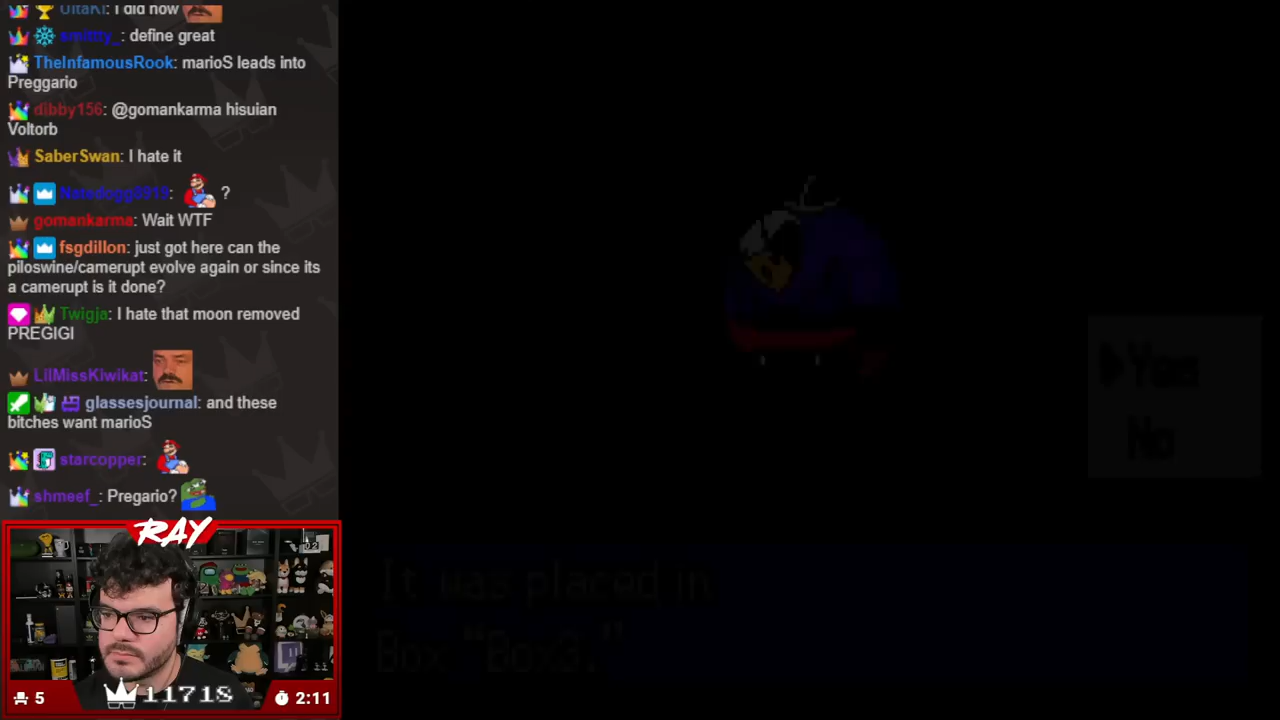 UltaKi: I did now
smittty_: define great
TheInfamousRook: marioS leads into
Preggario
dibby156: @gomankarma hisuian
Voltorb
SaberSwan: I hate it
Natedogg8919: ?
gomankarma: Wait WTF
fsgdillon: just got here can the
piloswine/camerupt evolve again or since its
a camerupt is it done?
Twigja: I hate that moon removed
PREGIGI
LilMissKiwikat:
glassesjournal: and these
bitches want marioS
starcopper:
shmeef_: Pregario?
Yes
No
It was placed in
Box "Box3."
RAY
5
11718
2:11